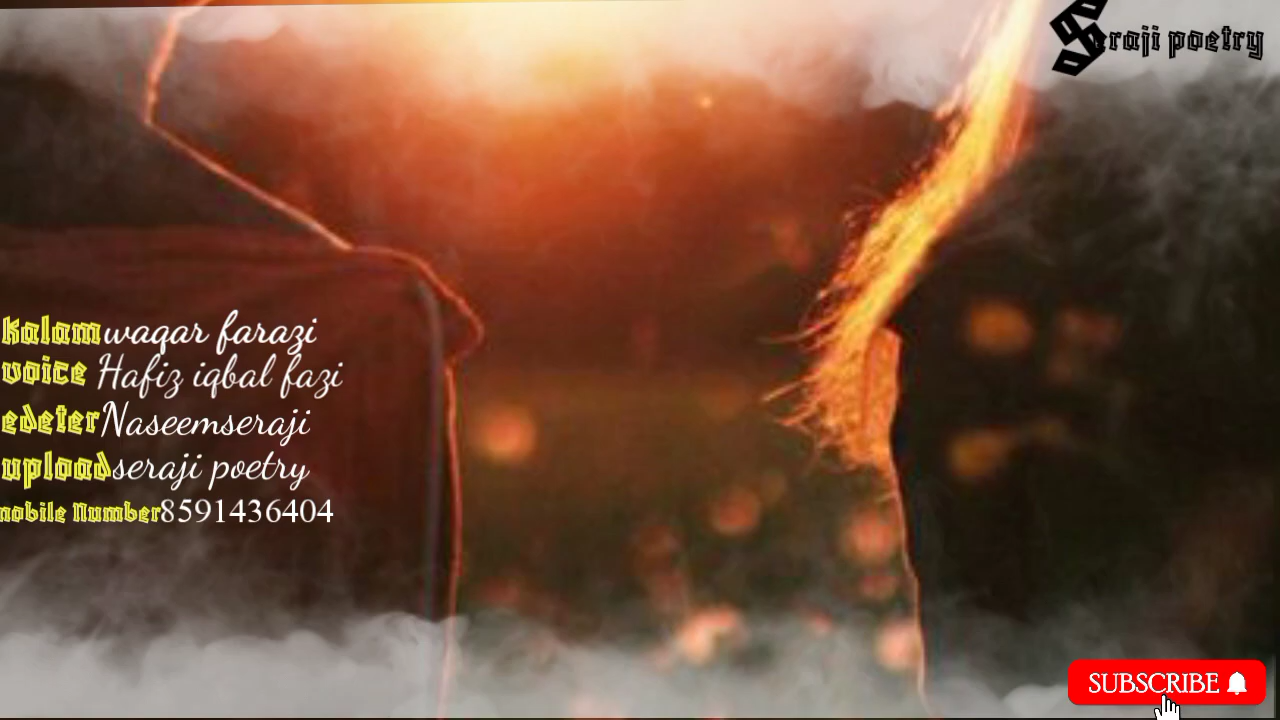 Seraji poetry
Kalam waqar farazi
voice Hafiz iqbal fazi
edeter Naseemseraji
upload seraji poetry
mobile Number 8591436404
SUBSCRIBE